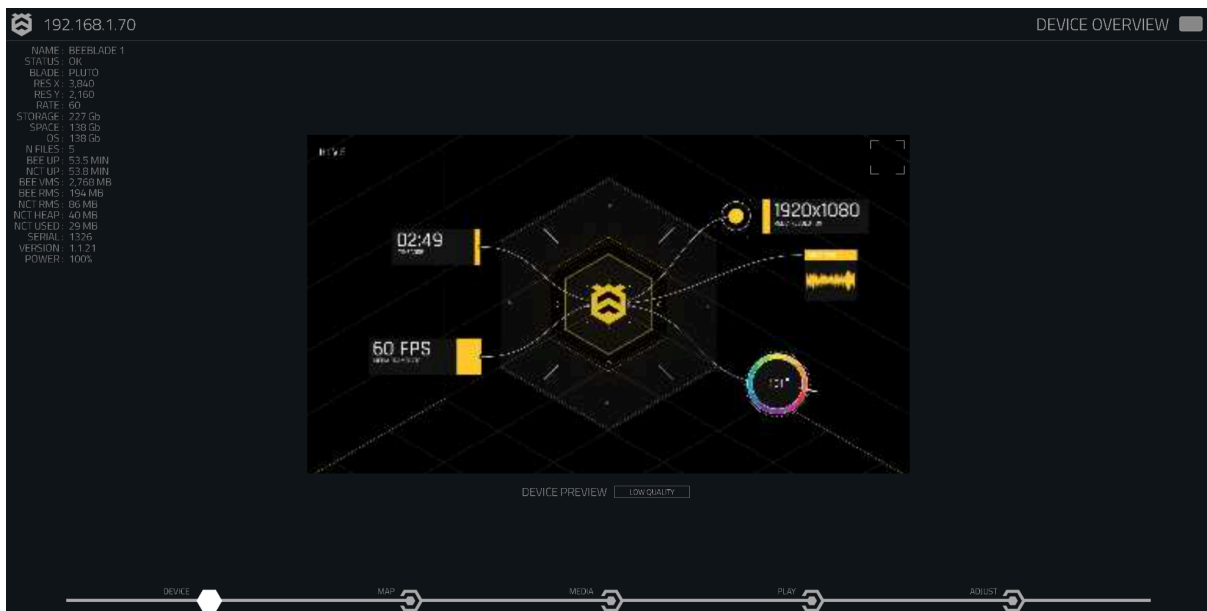 192.168.1.70
DEVICE OVERVIEW
NAME : BEEBLADE 1
STATUS : OK
BLADE : PLUTO
RES X : 3,840
RES Y : 2,160
RATE : 60
STORAGE : 227 Gb
SPACE : 138 Gb
OS : 138 Gb
N FILES : 5
BEE UP : 53.5 MIN
NCT UP : 53.8 MIN
BEE VMS : 2,768 MB
BEE RMS : 194 MB
NCT RMS : 86 MB
NCT HEAP : 40 MB
NCT USED : 29 MB
SERIAL : 1326
VERSION : 1.1.21
POWER : 100%
HIVE
1920x1080
02:49
60 FPS
DEVICE PREVIEW
LOW QUALITY
DEVICE
MAP
MEDIA
PLAY
ADJUST